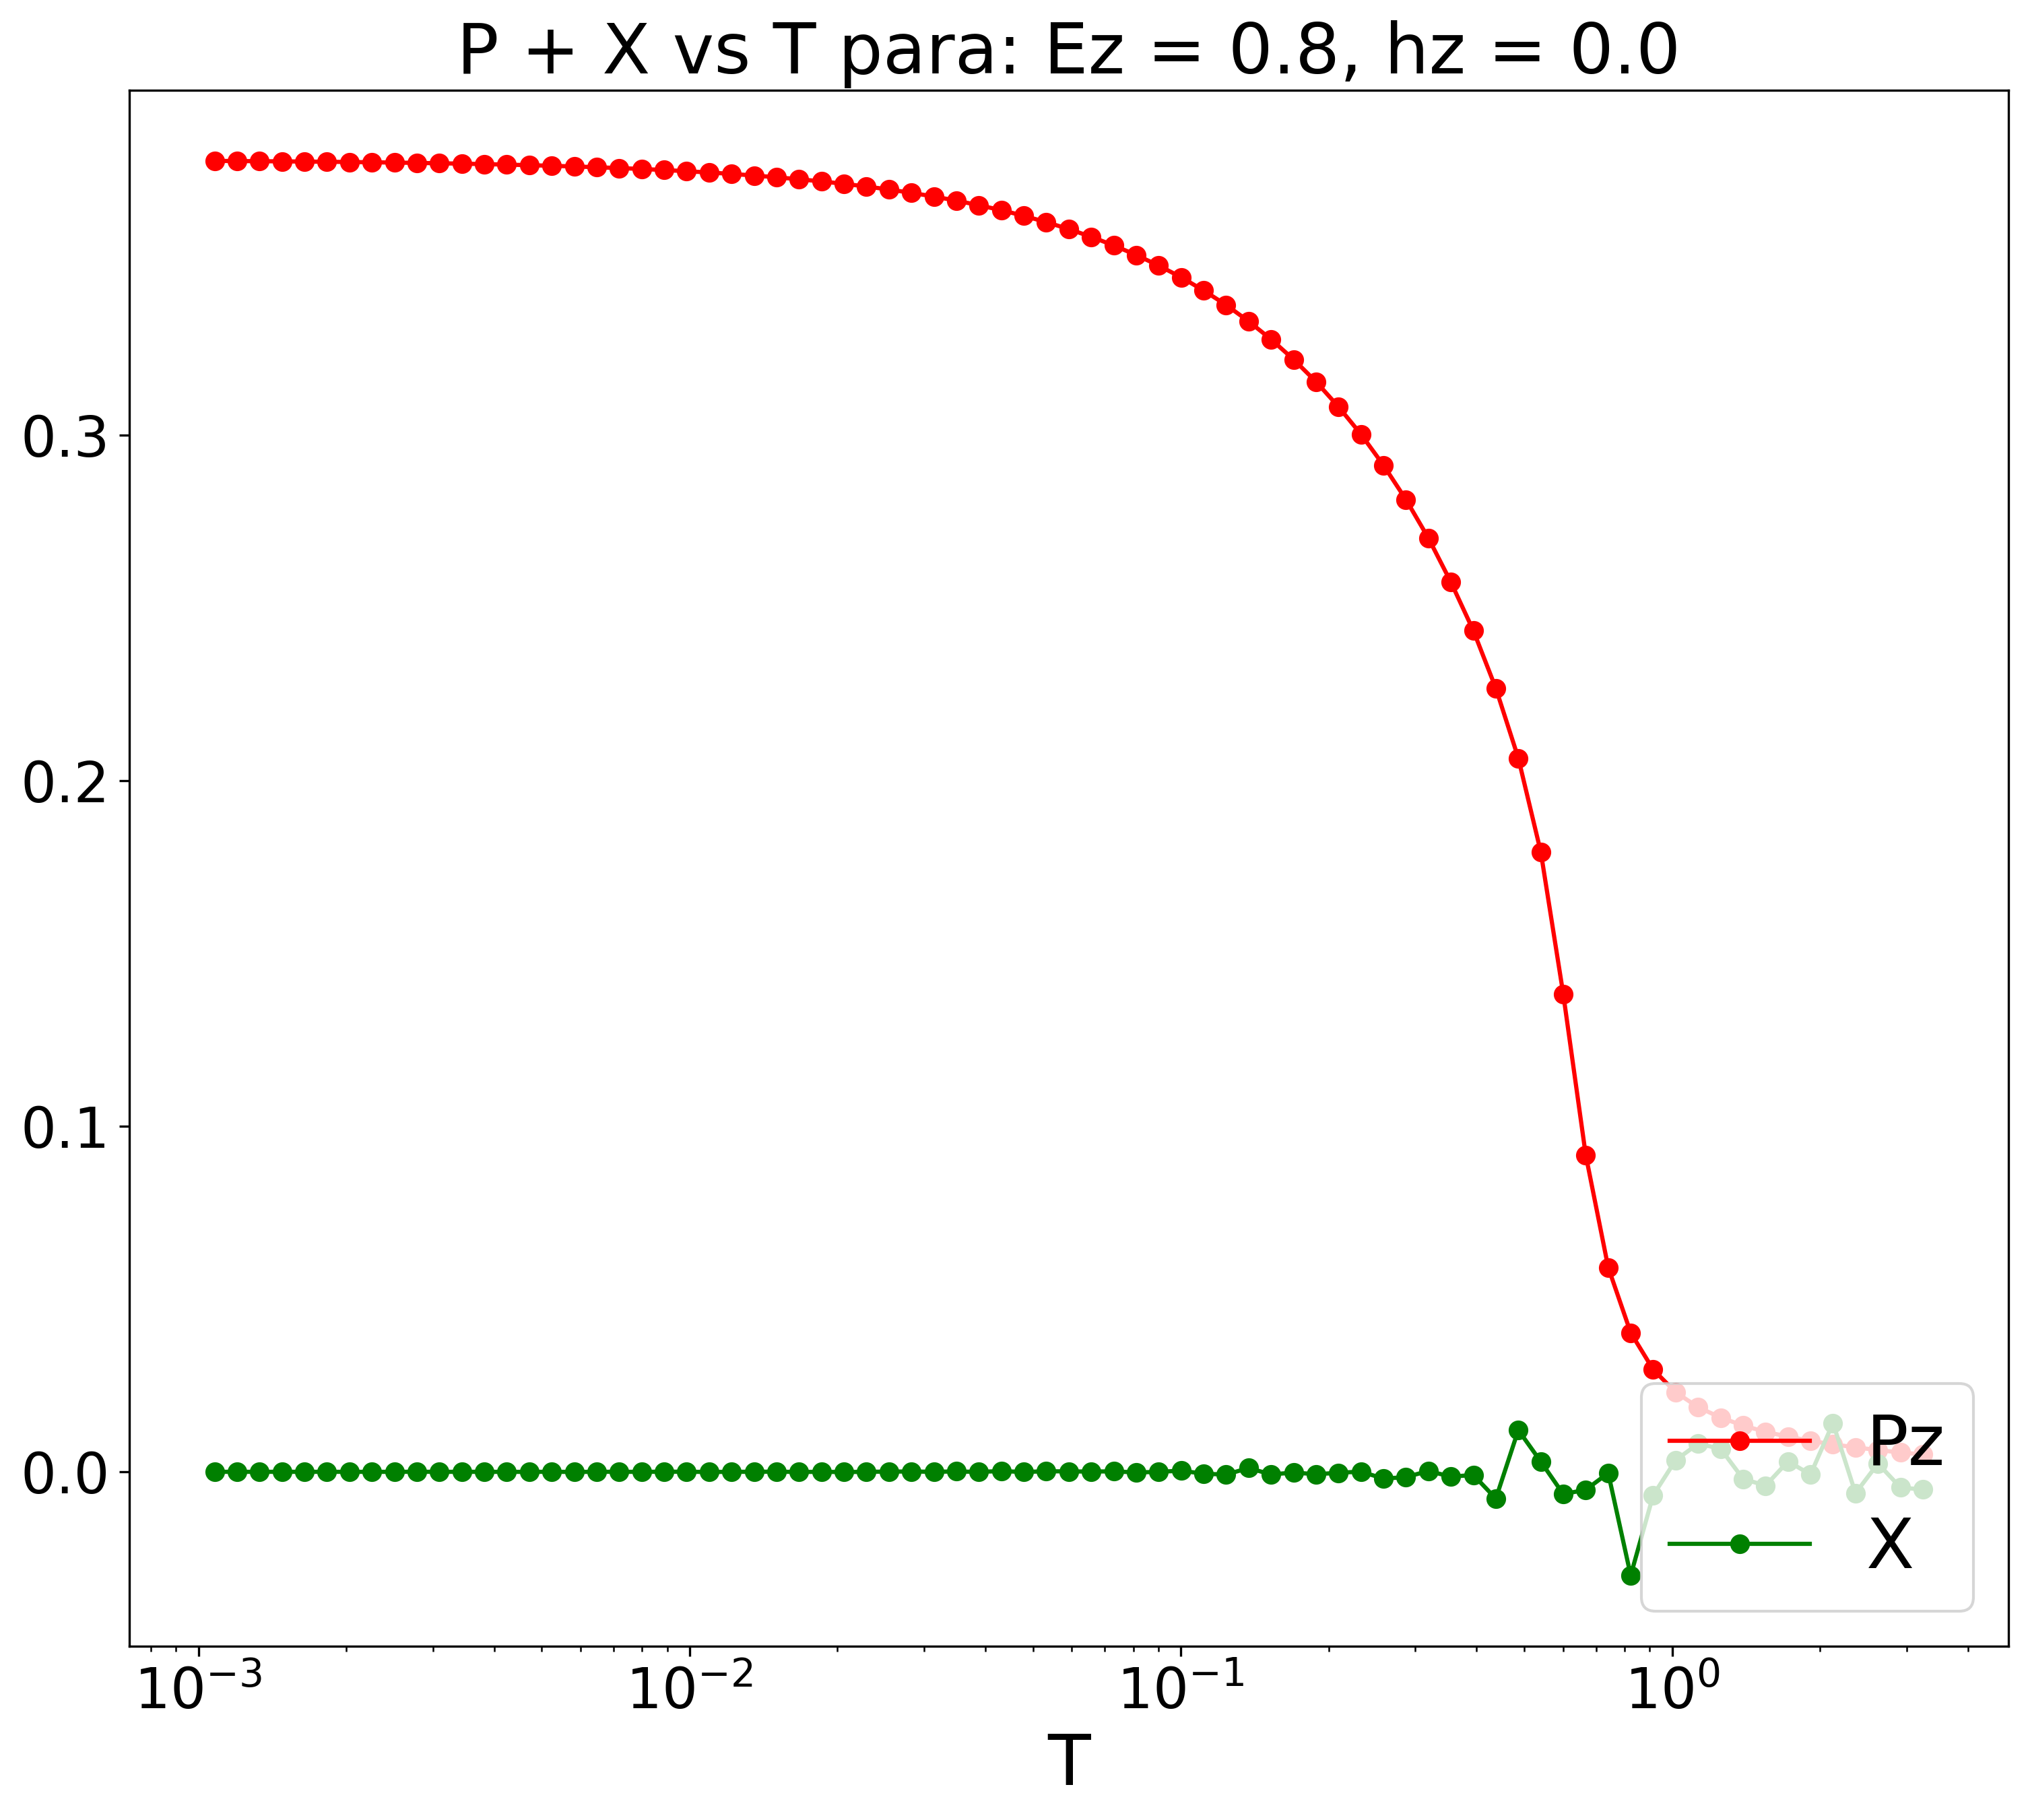 P + X vs T para: Ez = 0.8, hz = 0.0
0.3
0.2
0.1
0.0
Pz
X
10⁻³ 10⁻² 10⁻¹ 10⁰
T